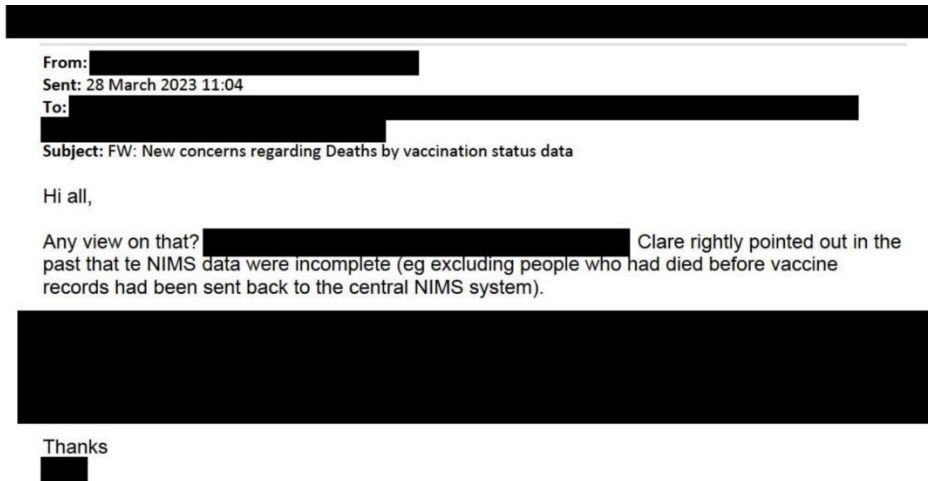 From:
Sent: 28 March 2023 11:04
To:
Subject: FW: New concerns regarding Deaths by vaccination status data
Hi all,
Any view on that? Clare rightly pointed out in the
past that te NIMS data were incomplete (eg excluding people who had died before vaccine
records had been sent back to the central NIMS system).
Thanks